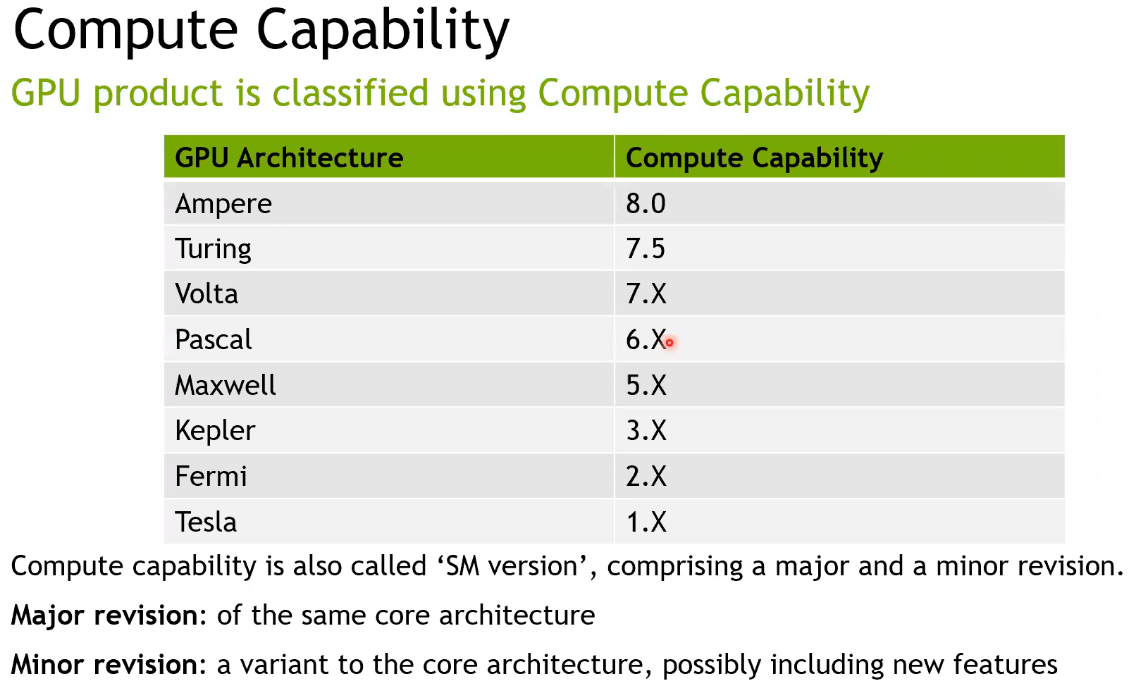 Compute Capability
GPU product is classified using Compute Capability
GPU Architecture Compute Capability
Ampere 8.0
Turing 7.5
Volta 7.X
Pascal 6.X
Maxwell 5.X
Kepler 3.X
Fermi 2.X
Tesla 1.X
Compute capability is also called ‘SM version’, comprising a major and a minor revision.
Major revision: of the same core architecture
Minor revision: a variant to the core architecture, possibly including new features